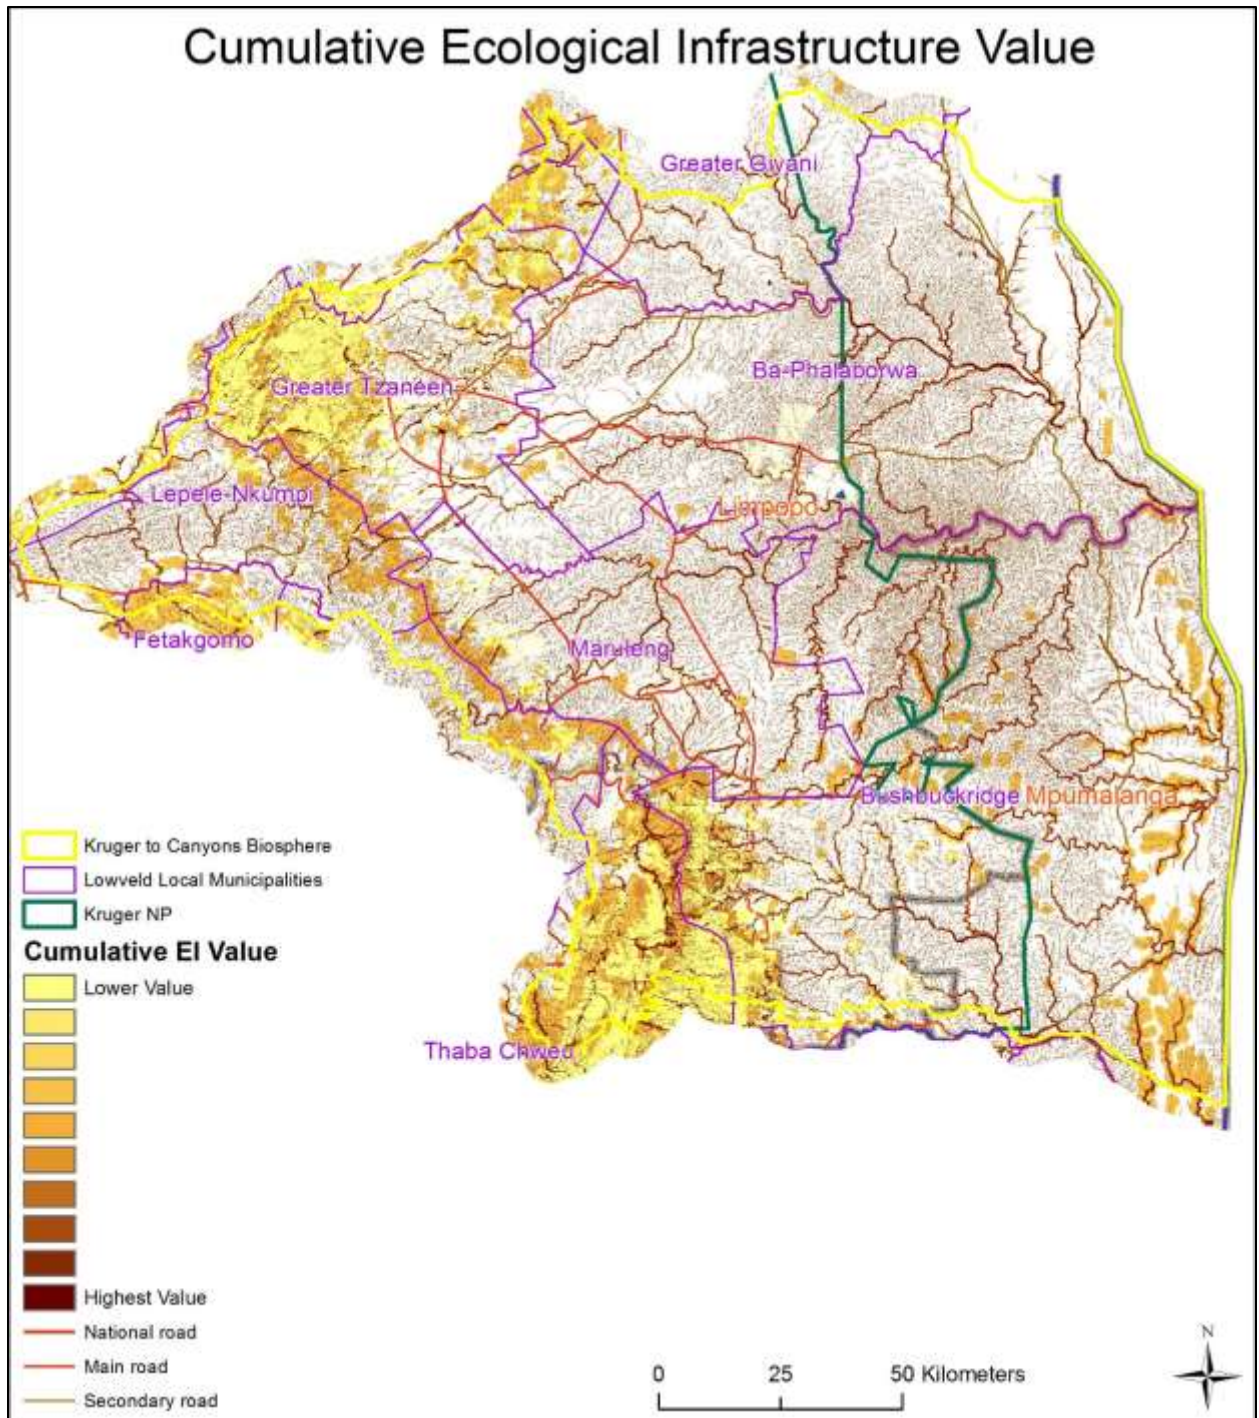 Cumulative Ecological Infrastructure Value
Greater Giyani
Ba-Phalaborwa
Greater Tzaneen
Lepele-Nkumpi
Limpopo
Fetakgomo
Maruleng
Bushbuckridge Mpumalanga
Kruger to Canyons Biosphere
Lowveld Local Municipalities
Kruger NP
Cumulative EI Value
Lower Value
Thaba Chweu
Highest Value
National road
Main road
Secondary road
N
0 25 50 Kilometers